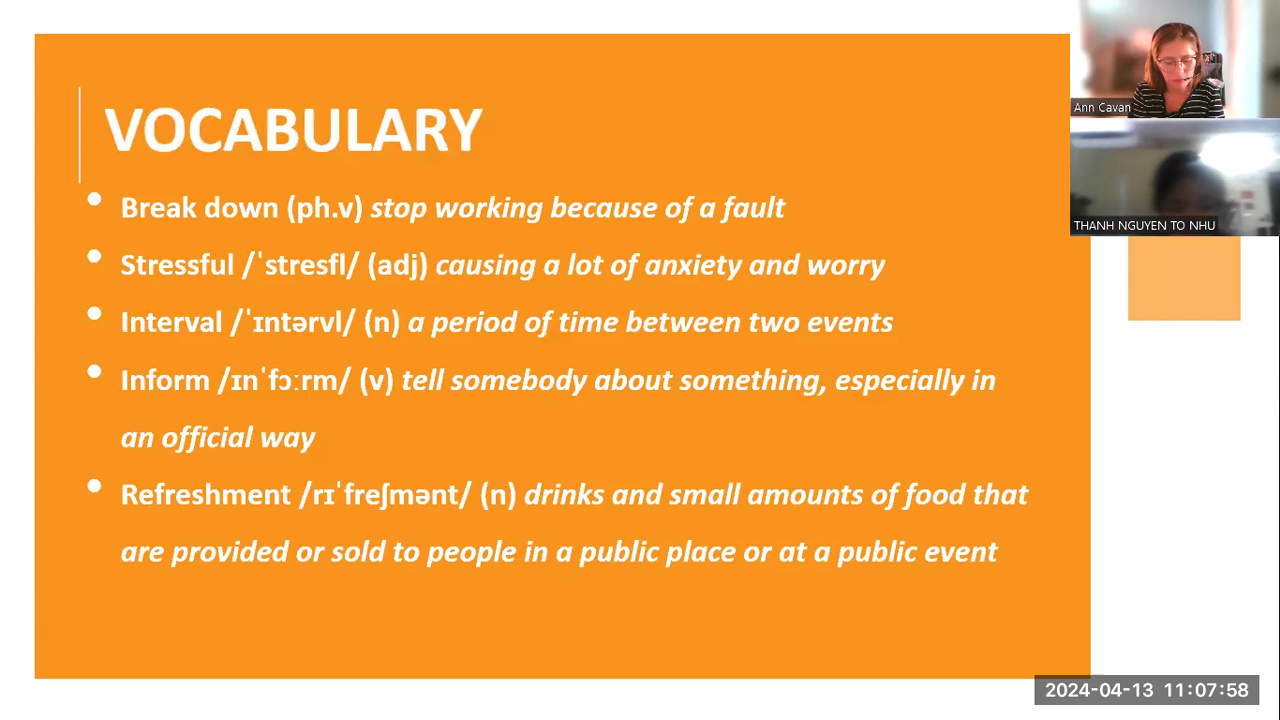 VOCABULARY
• Break down (ph.v) stop working because of a fault
• Stressful /ˈstresfl/ (adj) causing a lot of anxiety and worry
• Interval /ˈɪntərvl/ (n) a period of time between two events
• Inform /ɪnˈfɔːrm/ (v) tell somebody about something, especially in
an official way
• Refreshment /rɪˈfreʃmənt/ (n) drinks and small amounts of food that
are provided or sold to people in a public place or at a public event
Ann Cavan
THANH NGUYEN TO NHU
2024-04-13 11:07:58